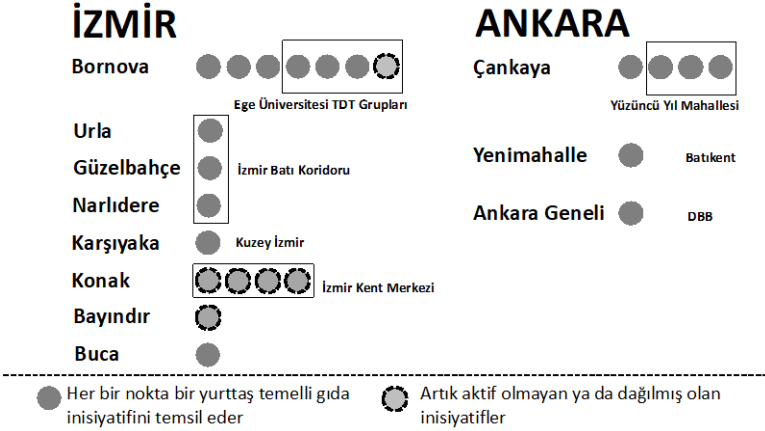 İZMİR
Bornova
Ege Üniversitesi TDT Grupları
Urla
Güzelbahçe
İzmir Batı Koridoru
Narlıdere
Karşıyaka
Kuzey İzmir
Konak
İzmir Kent Merkezi
Bayındır
Buca
ANKARA
Çankaya
Yüzüncü Yıl Mahallesi
Yenimahalle
Batıkent
Ankara Geneli
DBB
Her bir nokta bir yurttaş temelli gıda
inisiyatifini temsil eder
Artık aktif olmayan ya da dağılmış olan
inisiyatifler